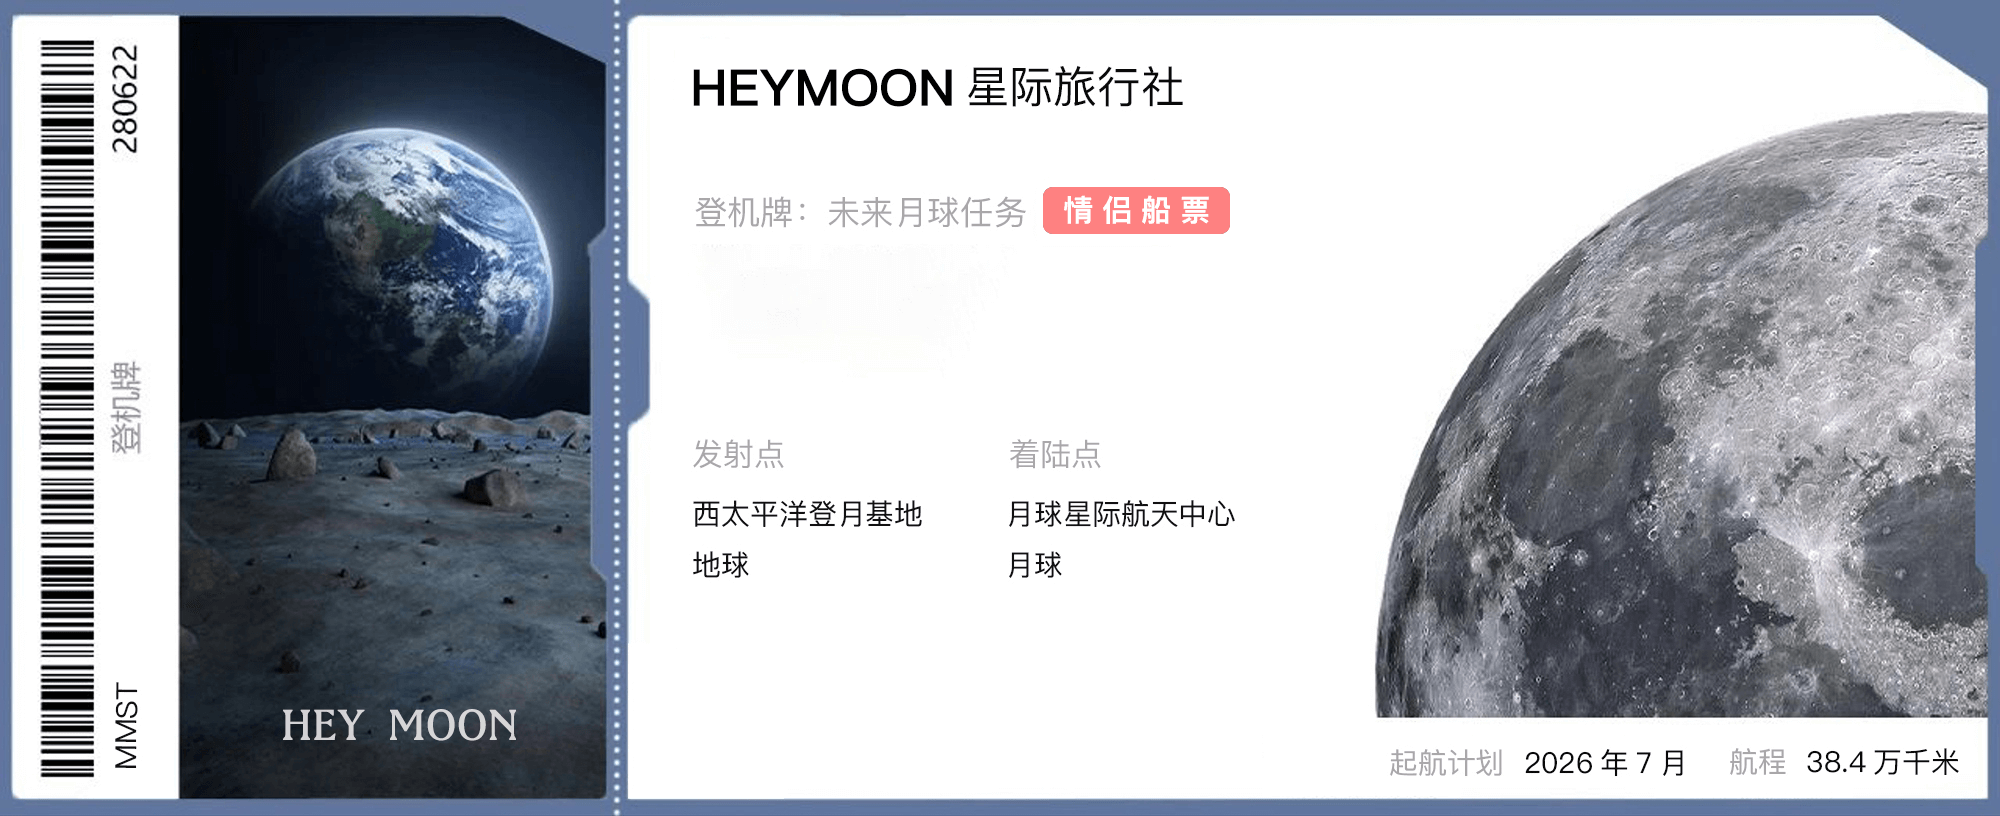 280622
登机牌
MMST
HEY MOON
HEYMOON 星际旅行社
登机牌：未来月球任务 情侣船票
发射点
西太平洋登月基地
地球
着陆点
月球星际航天中心
月球
起航计划 2026 年 7 月 航程 38.4 万千米